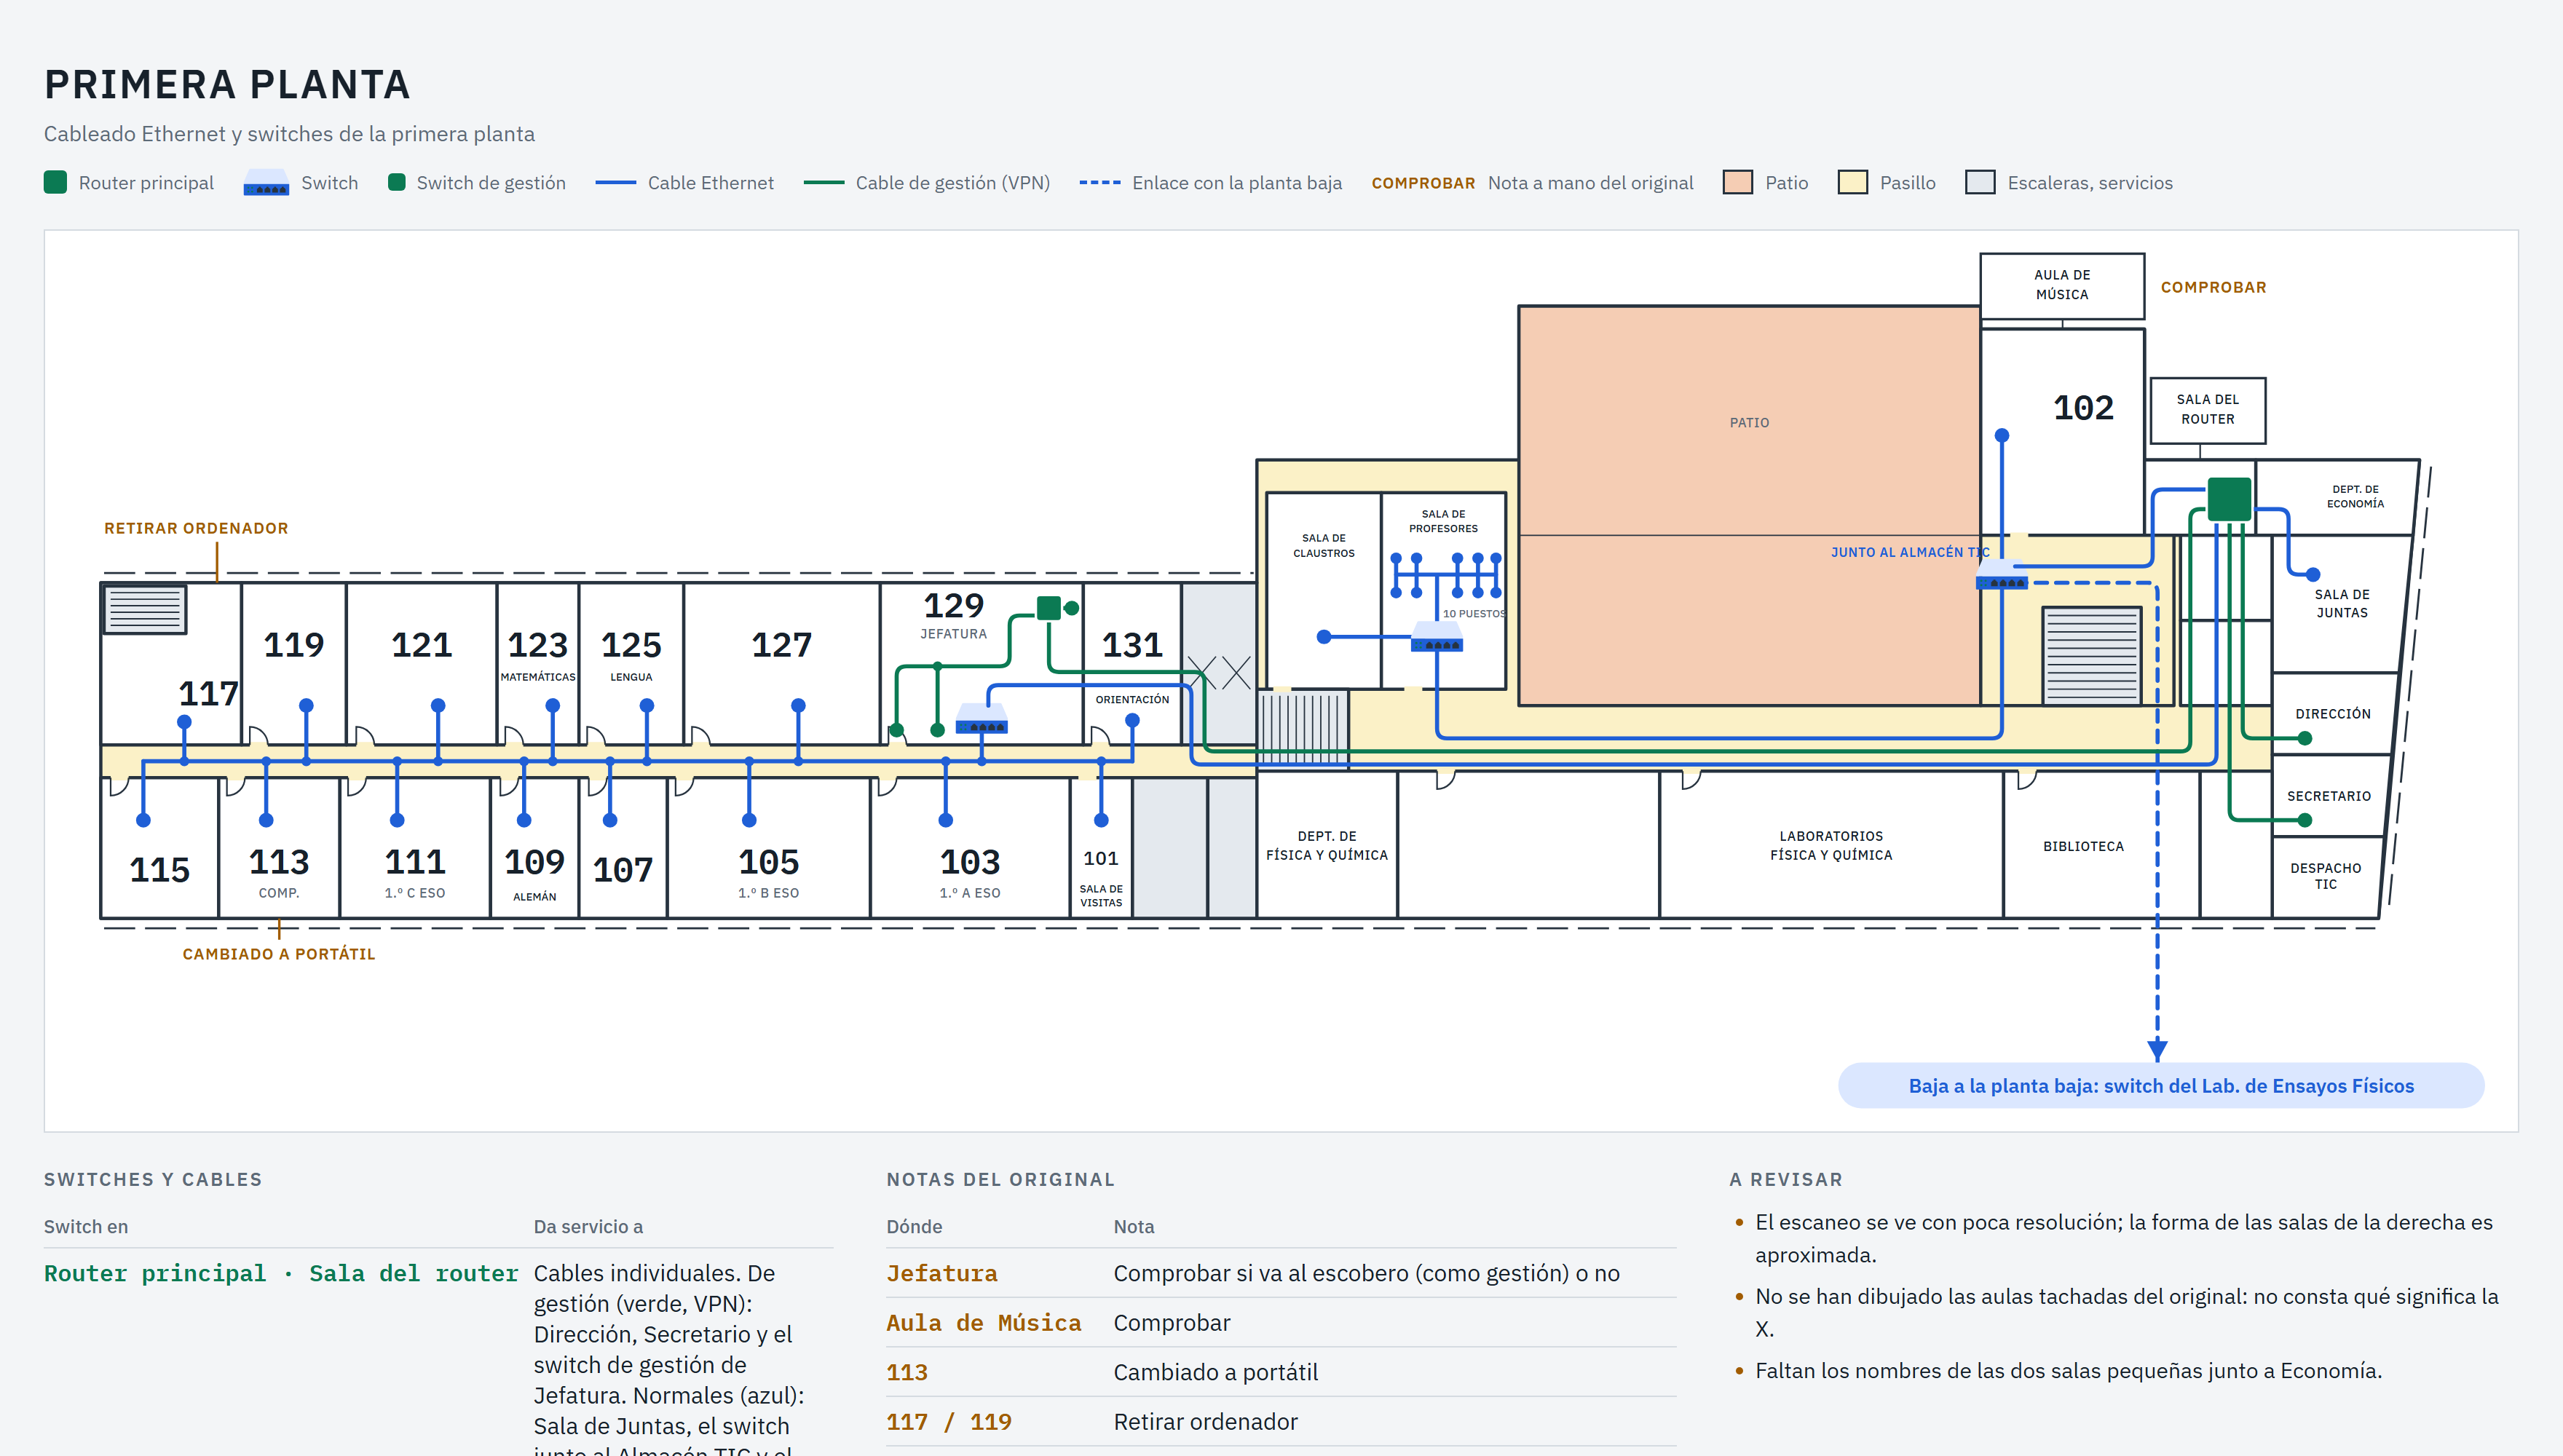 PRIMERA PLANTA
Cableado Ethernet y switches de la primera planta
Router principal
Switch
Switch de gestión
Cable Ethernet
Cable de gestión (VPN)
Enlace con la planta baja
COMPROBAR
Nota a mano del original
Patio
Pasillo
Escaleras, servicios
AULA DE
MÚSICA
COMPROBAR
102
SALA DEL
ROUTER
PATIO
DEPT. DE
ECONOMÍA
SALA DE
PROFESORES
SALA DE
CLAUSTROS
JUNTO AL ALMACÉN TIC
10 PUESTOS
SALA DE
JUNTAS
RETIRAR ORDENADOR
117
119
121
123
MATEMÁTICAS
125
LENGUA
127
129
JEFATURA
131
ORIENTACIÓN
DIRECCIÓN
SECRETARIO
DESPACHO
TIC
115
113
COMP.
111
1.º C ESO
109
ALEMÁN
107
105
1.º B ESO
103
1.º A ESO
101
SALA DE
VISITAS
DEPT. DE
FÍSICA Y QUÍMICA
LABORATORIOS
FÍSICA Y QUÍMICA
BIBLIOTECA
CAMBIADO A PORTÁTIL
Baja a la planta baja: switch del Lab. de Ensayos Físicos
SWITCHES Y CABLES
Switch en
Da servicio a
Router principal · Sala del router
Cables individuales. De
gestión (verde, VPN):
Dirección, Secretario y el
switch de gestión de
Jefatura. Normales (azul):
Sala de Juntas, el switch
junto al Almacén TIC y el
NOTAS DEL ORIGINAL
Dónde
Nota
Jefatura
Comprobar si va al escobero (como gestión) o no
Aula de Música
Comprobar
113
Cambiado a portátil
117 / 119
Retirar ordenador
A REVISAR
• El escaneo se ve con poca resolución; la forma de las salas de la derecha es
aproximada.
• No se han dibujado las aulas tachadas del original: no consta qué significa la
X.
• Faltan los nombres de las dos salas pequeñas junto a Economía.